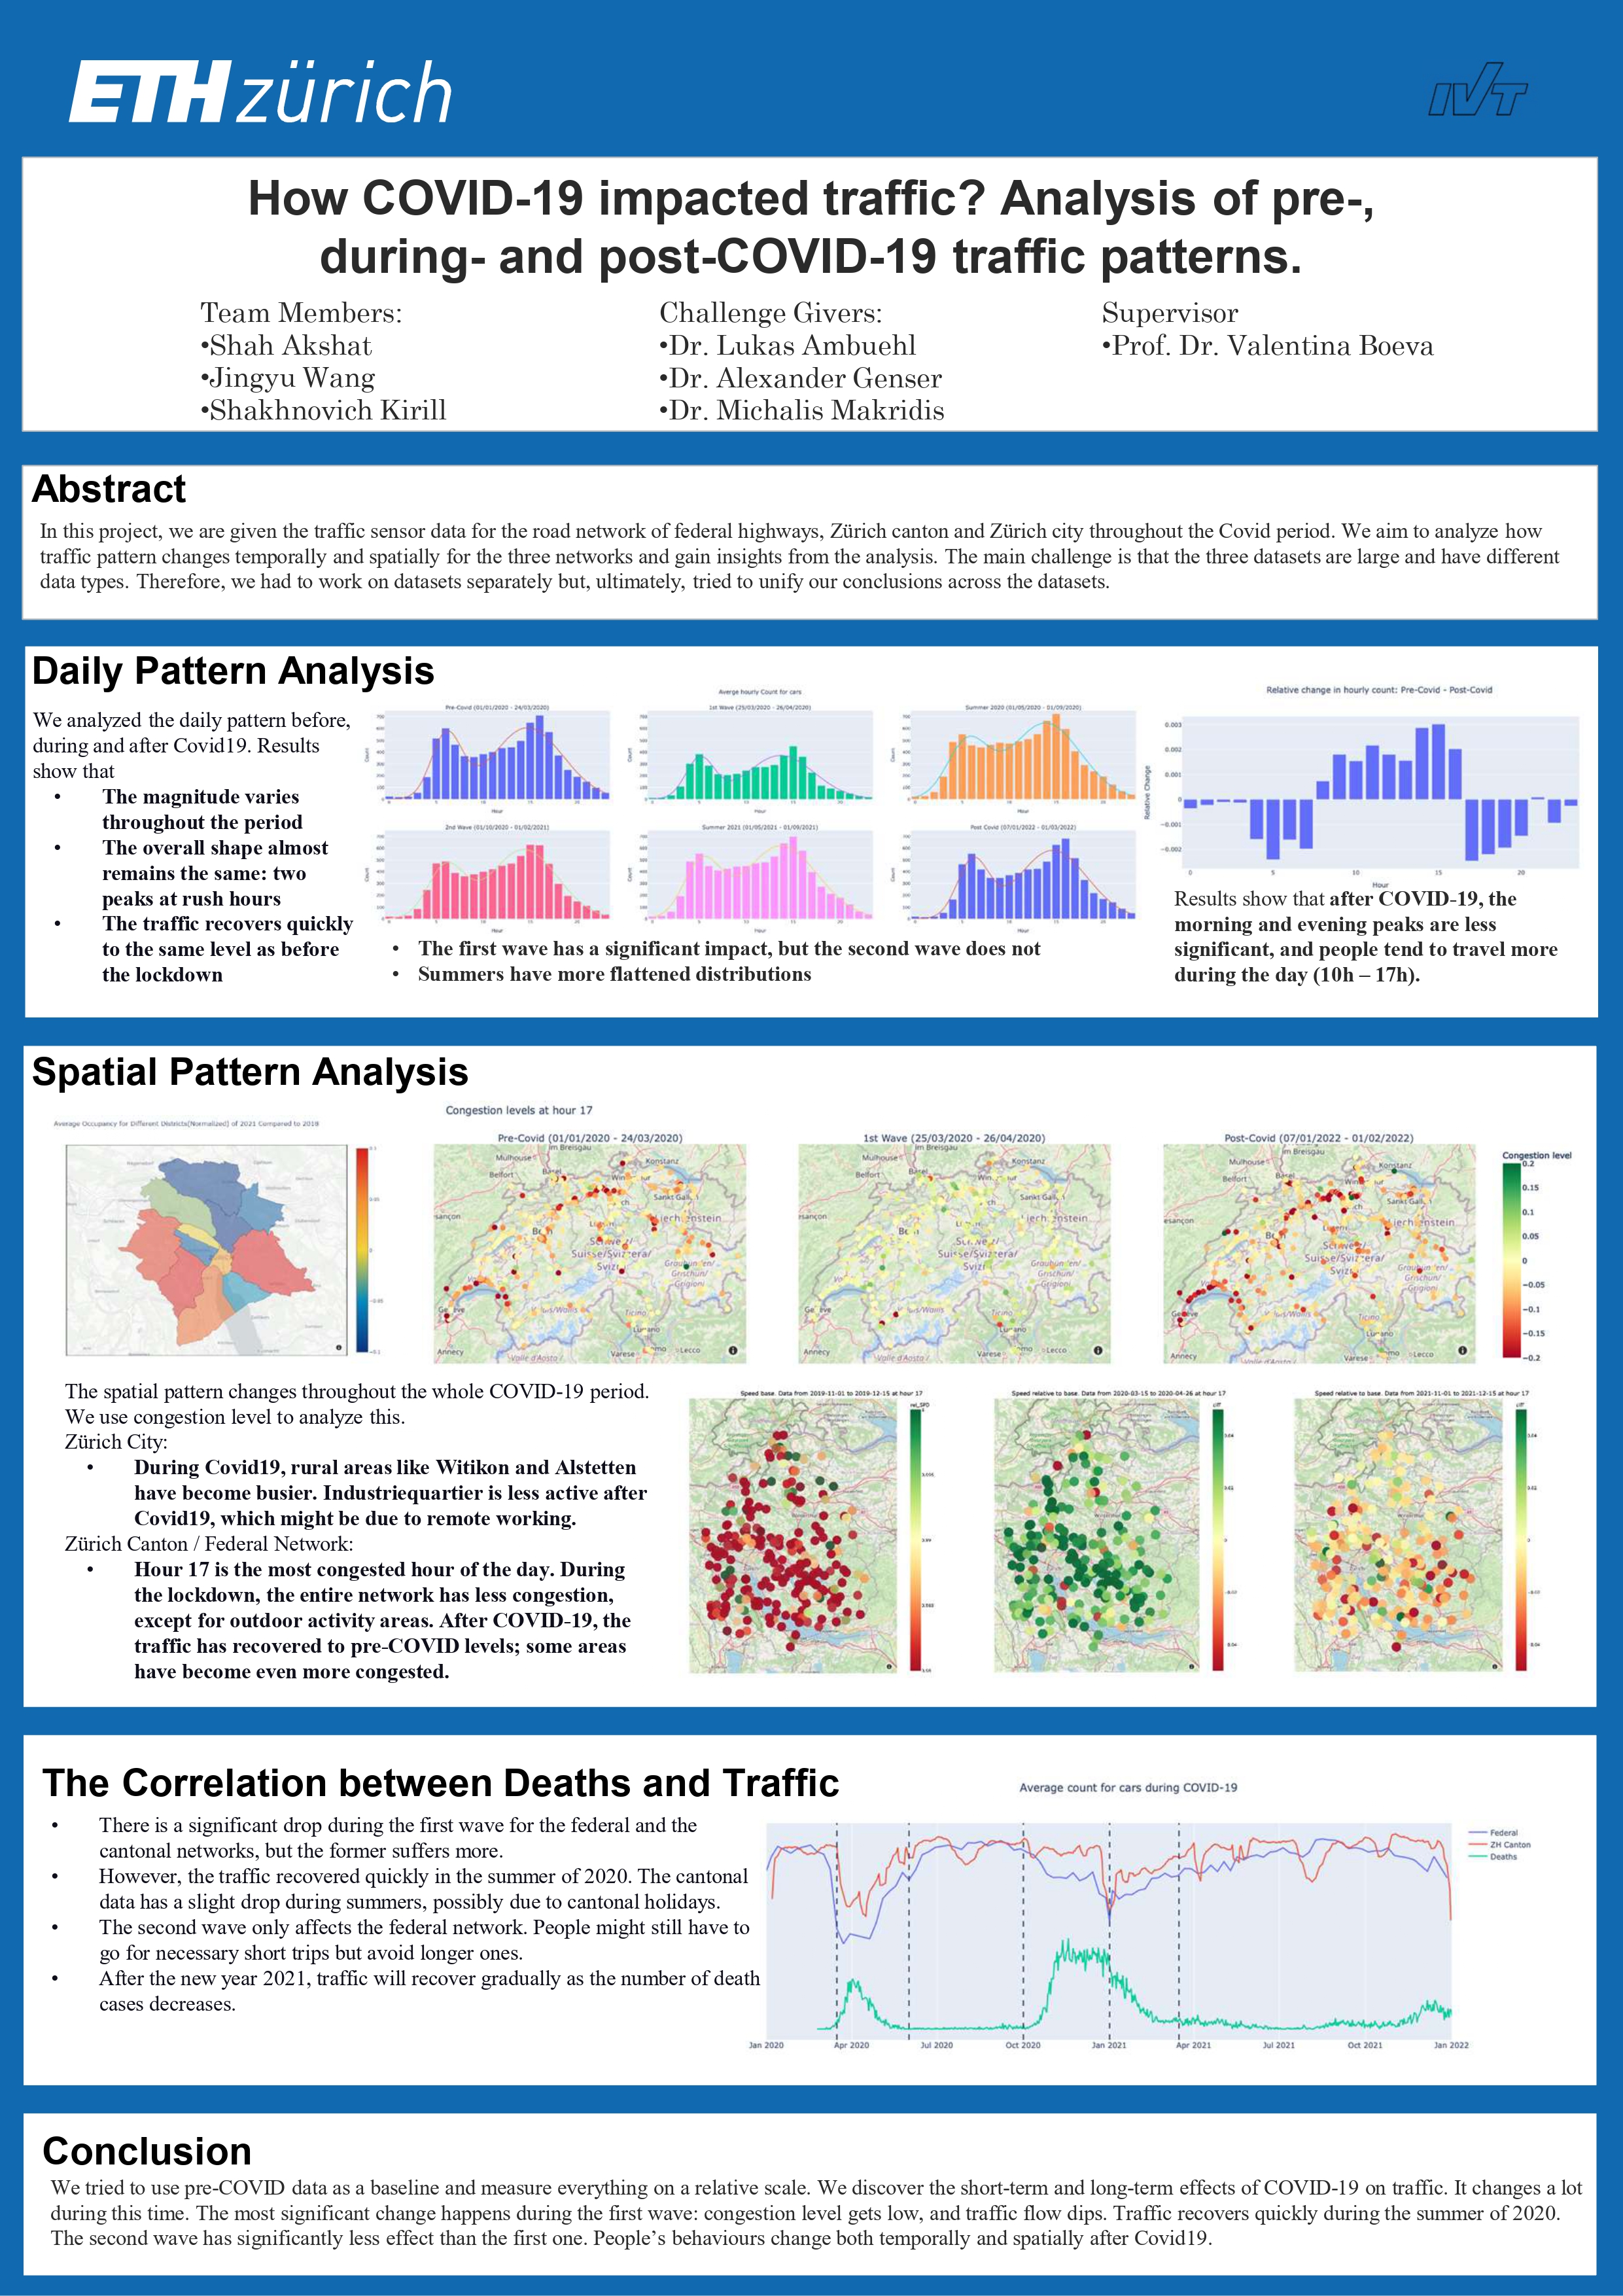 ETH zürich
IVT
How COVID-19 impacted traffic? Analysis of pre-,
during- and post-COVID-19 traffic patterns.
Team Members:
•Shah Akshat
•Jingyu Wang
•Shakhnovich Kirill
Challenge Givers:
•Dr. Lukas Ambuehl
•Dr. Alexander Genser
•Dr. Michalis Makridis
Supervisor
•Prof. Dr. Valentina Boeva
Abstract
In this project, we are given the traffic sensor data for the road network of federal highways, Zürich canton and Zürich city throughout the Covid period. We aim to analyze how
traffic pattern changes temporally and spatially for the three networks and gain insights from the analysis. The main challenge is that the three datasets are large and have different
data types. Therefore, we had to work on datasets separately but, ultimately, tried to unify our conclusions across the datasets.
Daily Pattern Analysis
We analyzed the daily pattern before,
during and after Covid19. Results
show that
• The magnitude varies
throughout the period
• The overall shape almost
remains the same: two
peaks at rush hours
• The traffic recovers quickly
to the same level as before
the lockdown
Averge hourly Count for cars
Pre-Covid (01/01/2020 - 24/03/2020)
1st Wave (25/03/2020 - 26/04/2020)
Summer 2020 (01/05/2020 - 01/09/2020)
2nd Wave (01/10/2020 - 01/02/2021)
Summer 2021 (01/05/2021 - 01/09/2021)
Post Covid (07/01/2022 - 01/03/2022)
• The first wave has a significant impact, but the second wave does not
• Summers have more flattened distributions
Relative change in hourly count: Pre-Covid - Post-Covid
Relative Change
0.003
0.002
0.001
0
−0.001
−0.002
0 5 10 15 20
Hour
Results show that after COVID-19, the
morning and evening peaks are less
significant, and people tend to travel more
during the day (10h – 17h).
Spatial Pattern Analysis
Average Occupancy for Different Districts(Normalized) of 2021 Compared to 2018
Congestion levels at hour 17
Pre-Covid (01/01/2020 - 24/03/2020)
1st Wave (25/03/2020 - 26/04/2020)
Post-Covid (07/01/2022 - 01/02/2022)
Congestion level
0.2
0.15
0.1
0.05
0
−0.05
−0.1
−0.15
−0.2
The spatial pattern changes throughout the whole COVID-19 period.
We use congestion level to analyze this.
Zürich City:
• During Covid19, rural areas like Witikon and Alstetten
have become busier. Industriequartier is less active after
Covid19, which might be due to remote working.
Zürich Canton / Federal Network:
• Hour 17 is the most congested hour of the day. During
the lockdown, the entire network has less congestion,
except for outdoor activity areas. After COVID-19, the
traffic has recovered to pre-COVID levels; some areas
have become even more congested.
Speed base. Data from 2019-11-01 to 2019-12-15 at hour 17
Speed relative to base. Data from 2020-03-15 to 2020-04-26 at hour 17
Speed relative to base. Data from 2021-11-01 to 2021-12-15 at hour 17
The Correlation between Deaths and Traffic
• There is a significant drop during the first wave for the federal and the
cantonal networks, but the former suffers more.
• However, the traffic recovered quickly in the summer of 2020. The cantonal
data has a slight drop during summers, possibly due to cantonal holidays.
• The second wave only affects the federal network. People might still have to
go for necessary short trips but avoid longer ones.
• After the new year 2021, traffic will recover gradually as the number of death
cases decreases.
Average count for cars during COVID-19
Federal
ZH Canton
Deaths
Jan 2020 Apr 2020 Jul 2020 Oct 2020 Jan 2021 Apr 2021 Jul 2021 Oct 2021 Jan 2022
Conclusion
We tried to use pre-COVID data as a baseline and measure everything on a relative scale. We discover the short-term and long-term effects of COVID-19 on traffic. It changes a lot
during this time. The most significant change happens during the first wave: congestion level gets low, and traffic flow dips. Traffic recovers quickly during the summer of 2020.
The second wave has significantly less effect than the first one. People’s behaviours change both temporally and spatially after Covid19.